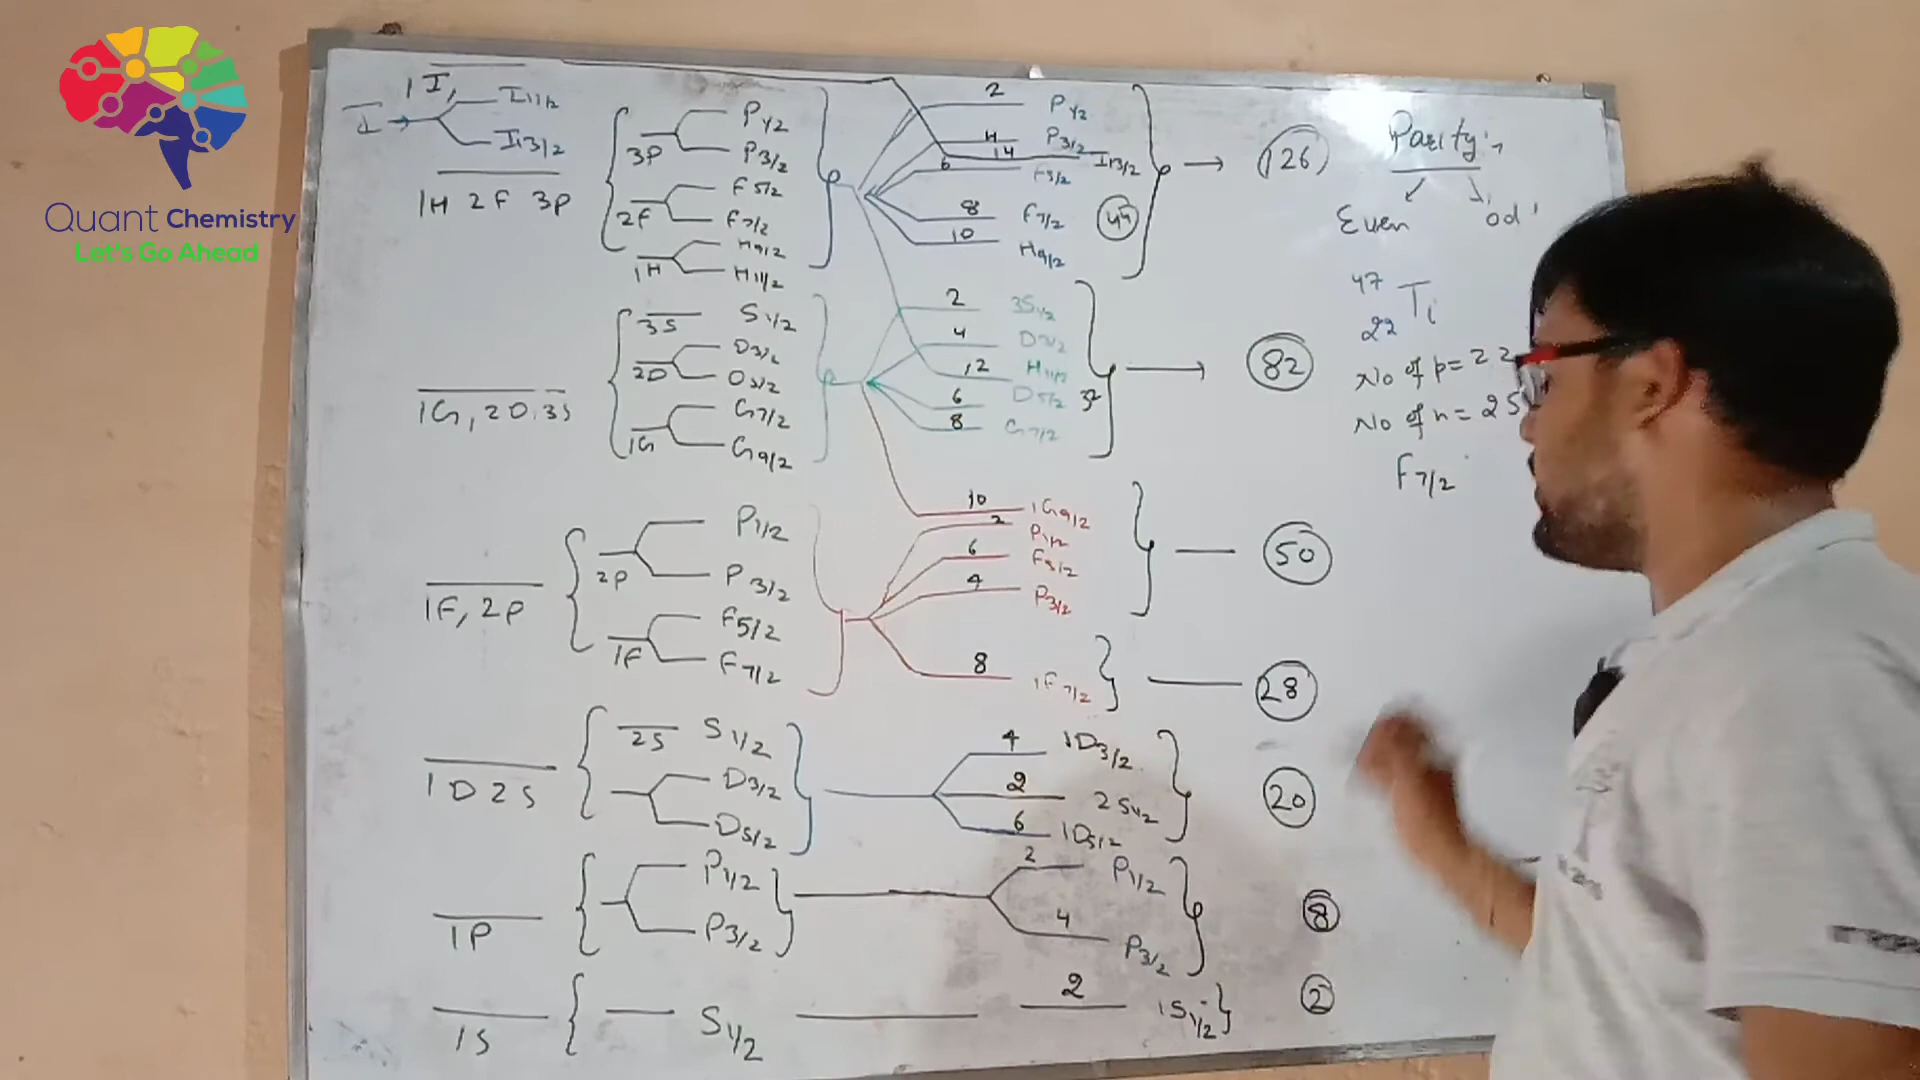 Quant Chemistry
Let's Go Ahead
1I,
I11/2
I13/2
1H 2F 3P
3P
P1/2
P3/2
2F
F5/2
F7/2
1H
H9/2
H11/2
2 P1/2
4 P3/2
14 I13/2
6 F5/2
8 F7/2
10 H9/2
44
126
1G, 2D, 3S
3S S1/2
2D
D3/2
D5/2
1G
G7/2
G9/2
2 3S1/2
4 D3/2
12 H11/2
6 D5/2
8 G7/2
32
82
1F, 2P
2P
P1/2
P3/2
1F
F5/2
F7/2
10 1G9/2
2 P1/2
6 F5/2
4 P3/2
50
8 1F7/2
28
1D 2S
2S S1/2
D3/2
D5/2
4 1D3/2
2 2S1/2
6 1D5/2
20
1P
P1/2
P3/2
2 P1/2
4 P3/2
8
1S
S1/2
2 1S1/2
2
Parity:
Even
od
47
22 Ti
No of p = 22
No of n = 25
F7/2